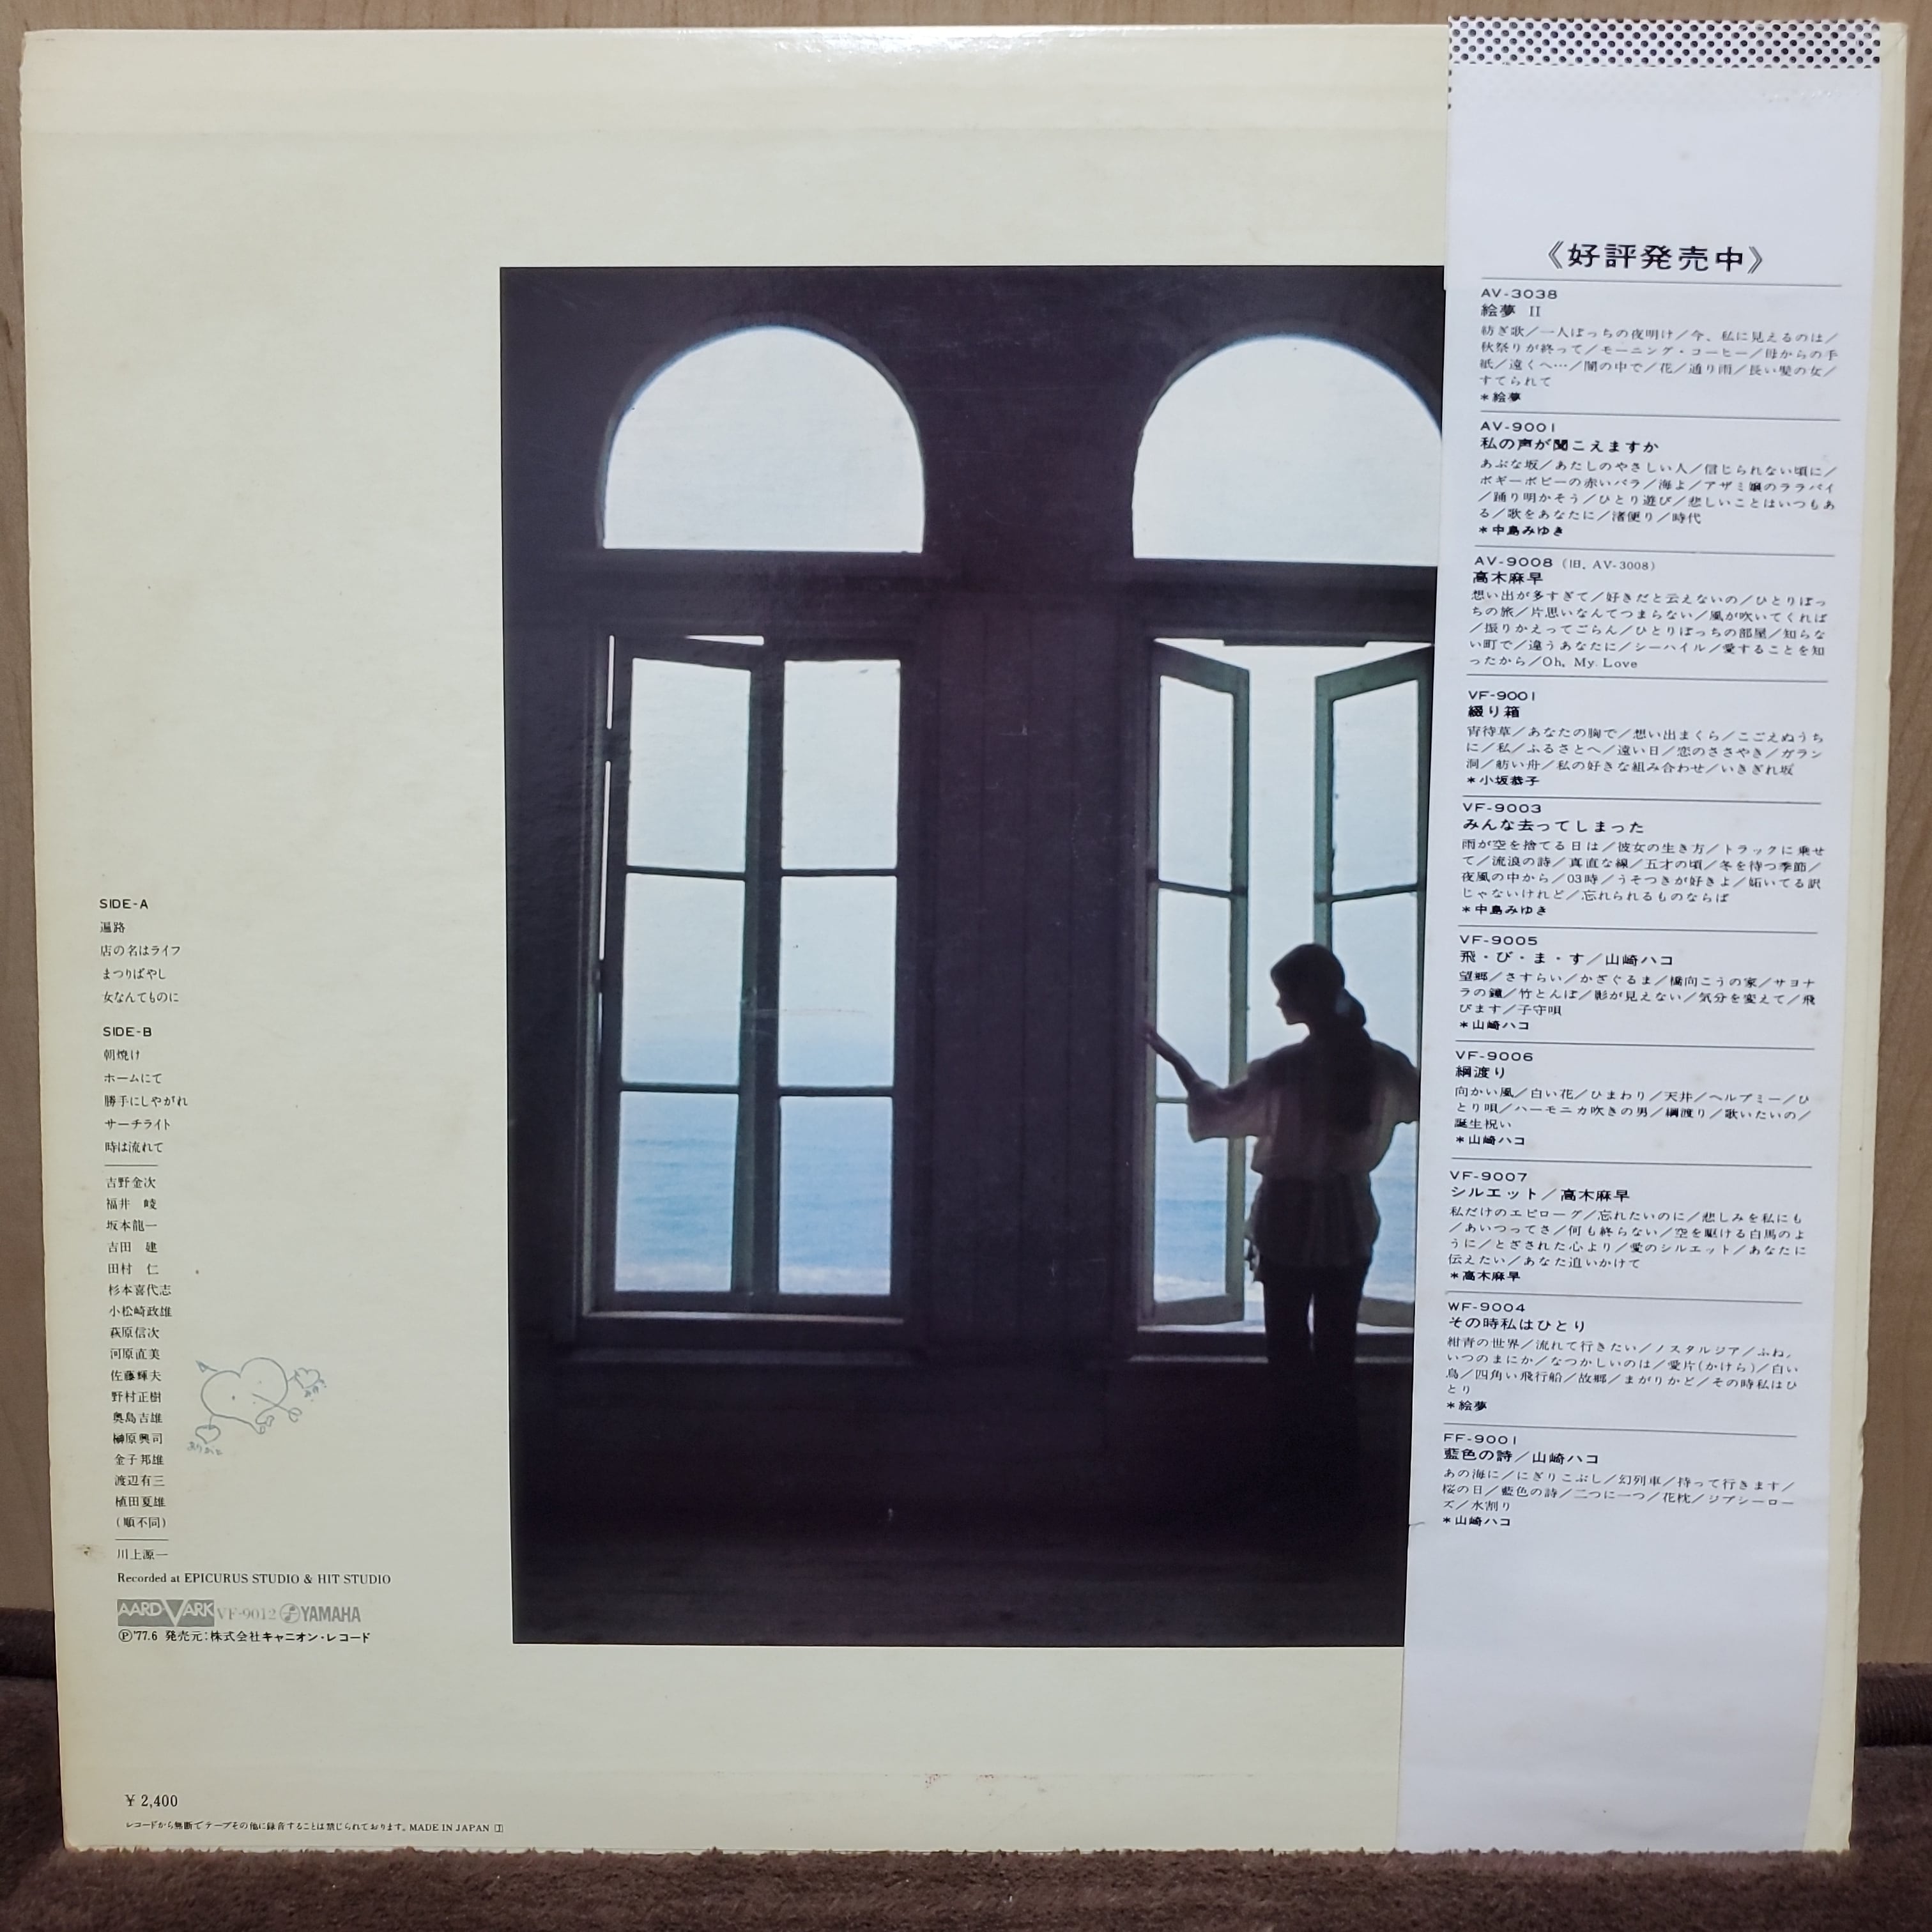 SIDE-A
遍路
店の名はライフ
まつりばやし
女なんてものに
SIDE-B
朝焼け
ホームにて
勝手にしやがれ
サーチライト
時は流れて
吉野金次
福井 崚
坂本龍一
吉田 建
田村 仁
杉本喜代志
小松崎政雄
萩原信次
河原直美
佐藤輝夫
野村正樹
奥島吉雄
榊原興司
金子邦雄
渡辺有三
植田夏雄
(順不同)
川上源一
Recorded at EPICURUS STUDIO & HIT STUDIO
AARDVARK VF-9012 YAMAHA
Ⓟ'77.6 発売元:株式会社キャニオン・レコード
¥ 2,400
レコードから無断でテープその他に録音することは禁じられております。MADE IN JAPAN
《好評発売中》
AV-3038
絵夢 II
紡ぎ歌/一人ぼっちの夜明け/今、私に見えるのは/
秋祭りが終って/モーニング・コーヒー/母からの手
紙/遠くへ…/闇の中で/花/通り雨/長い髪の女/
すてられて
*絵夢
AV-9001
私の声が聞こえますか
あぶな坂/あたしのやさしい人/信じられない頃に/
ボギーボビーの赤いバラ/海よ/アザミ嬢のララバイ
/踊り明かそう/ひとり遊び/悲しいことはいつもあ
る/歌をあなたに/渚便り/時代
*中島みゆき
AV-9008 (旧、AV-3008)
高木麻早
想い出が多すぎて/好きだと云えないの/ひとりぼっ
ちの旅/片思いなんてつまらない/風が吹いてくれば
/振りかえってごらん/ひとりぼっちの部屋/知らな
い町で/違うあなたに/シーハイル/愛することを知
ったから/Oh, My Love
VF-9001
綴り箱
宵待草/あなたの胸で/想い出まくら/こごえぬうち
に/私/ふるさとへ/遠い日/恋のささやき/ガラン
洞/舫い舟/私の好きな組み合わせ/いきぎれ坂
*小坂恭子
VF-9003
みんな去ってしまった
雨が空を捨てる日は/彼女の生き方/トラックに乗せ
て/流浪の詩/真直な線/五才の頃/冬を待つ季節/
夜風の中から/03時/うそつきが好きよ/妬いてる訳
じゃないけれど/忘れられるものならば
*中島みゆき
VF-9005
飛・び・ま・す/山崎ハコ
望郷/さすらい/かざぐるま/橋向こうの家/サヨナ
ラの鐘/竹とんぼ/影が見えない/気分を変えて/飛
びます/子守唄
*山崎ハコ
VF-9006
綱渡り
向かい風/白い花/ひまわり/天井/ヘルプミー/ひ
とり唄/ハーモニカ吹きの男/綱渡り/歌いたいの/
誕生祝い
*山崎ハコ
VF-9007
シルエット/高木麻早
私だけのエピローグ/忘れたいのに/悲しみを私にも
/あいつってさ/何も終らない/空を駆ける白馬のよ
うに/とざされた心より/愛のシルエット/あなたに
伝えたい/あなた追いかけて
*高木麻早
WF-9004
その時私はひとり
紺青の世界/流れて行きたい/ノスタルジア/ふね、
いつのまにか/なつかしいのは/愛片(かけら)/白い
鳥/四角い飛行船/故郷/まがりかど/その時私はひ
とり
*絵夢
FF-9001
藍色の詩/山崎ハコ
あの海に/にぎりこぶし/幻列車/持って行きます/
桜の日/藍色の詩/二つに一つ/花枕/ジプシーロー
ズ/水割り
*山崎ハコ